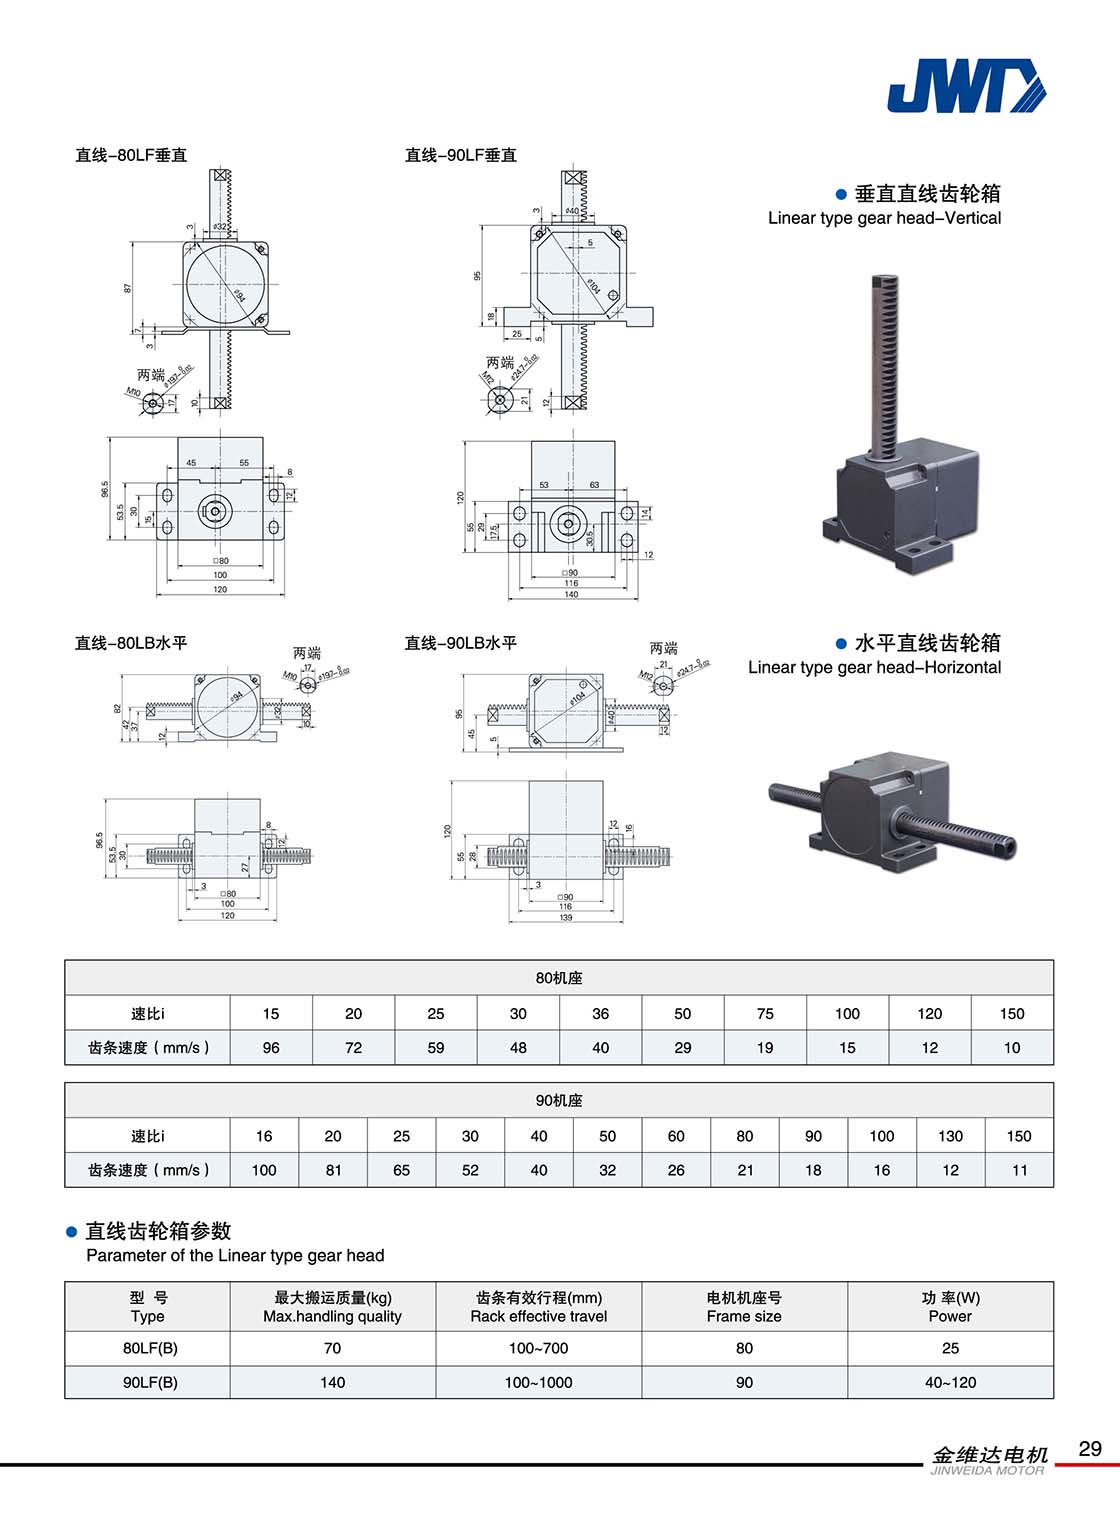 JWD
直线-80LF垂直
直线-90LF垂直
垂直直线齿轮箱
Linear type gear head-Vertical
3
ø32
87
ø94
7
3
两端
M10
ø19.7-0/0.02
17
10
3
ø40
5
95
ø104
18
25
5
两端
M12
ø24.7-0/0.02
21
12
45
55
8
12
96.5
53.5
30
15
□80
100
120
53
63
14
120
55
29
17.5
30.5
12
□90
116
140
直线-80LB水平
直线-90LB水平
水平直线齿轮箱
Linear type gear head-Horizontal
两端
17
M10
ø19.7-0/0.02
82
42
37
12
ø94
ø32
10
两端
21
M12
ø24.7-0/0.02
95
45
5
ø104
ø40
12
96.5
53.5
30
8
12
27
3
□80
100
120
120
55
28
12
16
3
□90
116
139
80机座
速比i 15 20 25 30 36 50 75 100 120 150
齿条速度(mm/s) 96 72 59 48 40 29 19 15 12 10
90机座
速比i 16 20 25 30 40 50 60 80 90 100 130 150
齿条速度(mm/s) 100 81 65 52 40 32 26 21 18 16 12 11
直线齿轮箱参数
Parameter of the Linear type gear head
型 号 最大搬运质量(kg) 齿条有效行程(mm) 电机机座号 功 率(W)
Type Max.handling quality Rack effective travel Frame size Power
80LF(B) 70 100~700 80 25
90LF(B) 140 100~1000 90 40~120
金维达电机
JINWEIDA MOTOR
29